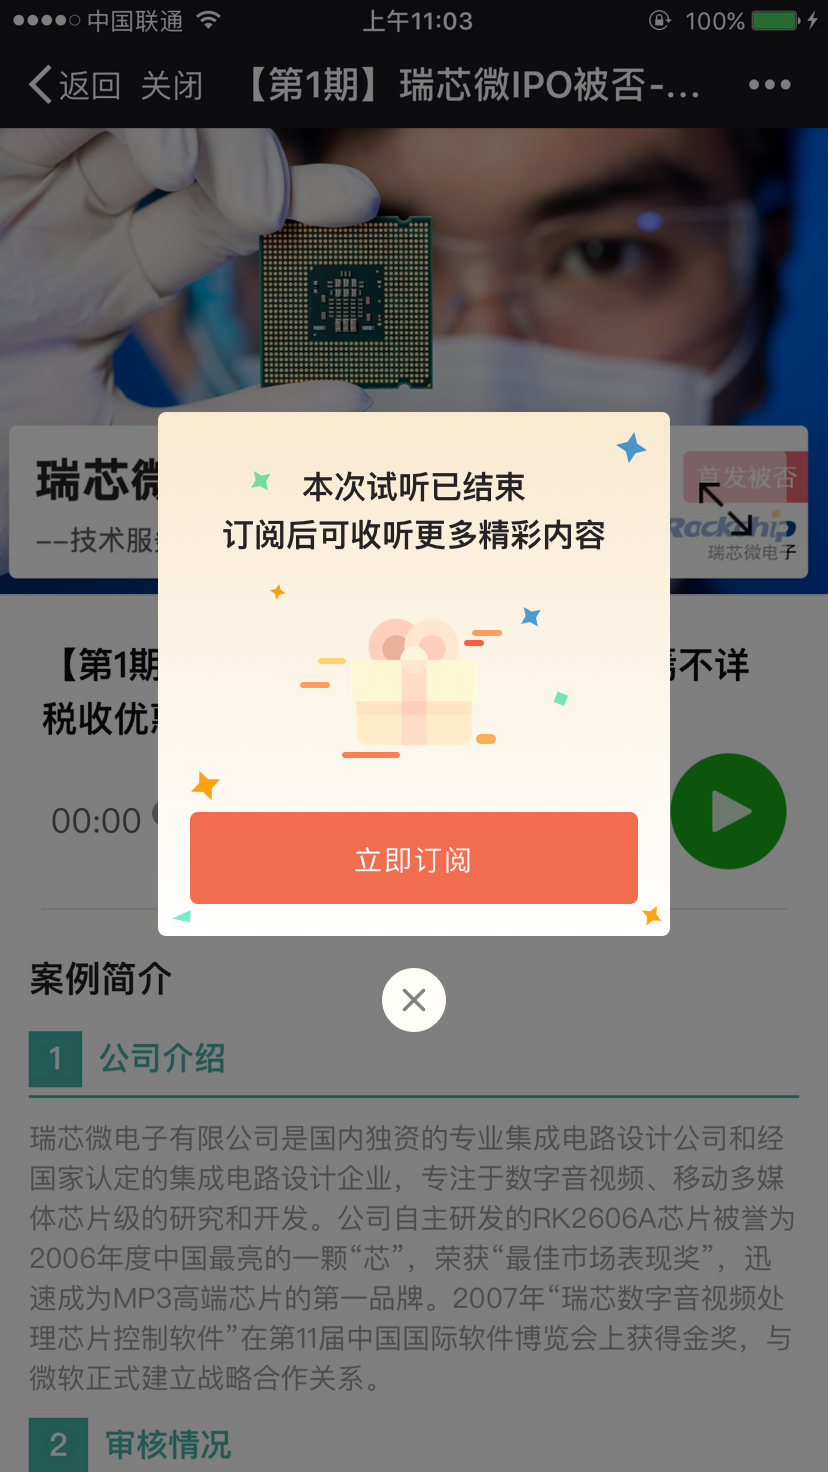 中国联通 上午11:03 100%
返回 关闭 【第1期】瑞芯微IPO被否-...
瑞芯微
首发被否
--技术服
Rockchip
瑞芯微电子
本次试听已结束
订阅后可收听更多精彩内容
【第1期
不详
税收优
00:00
立即订阅
案例简介
1 公司介绍
瑞芯微电子有限公司是国内独资的专业集成电路设计公司和经
国家认定的集成电路设计企业，专注于数字音视频、移动多媒
体芯片级的研究和开发。公司自主研发的RK2606A芯片被誉为
2006年度中国最亮的一颗“芯”，荣获“最佳市场表现奖”，迅
速成为MP3高端芯片的第一品牌。2007年“瑞芯数字音视频处
理芯片控制软件”在第11届中国国际软件博览会上获得金奖，与
微软正式建立战略合作关系。
2 审核情况